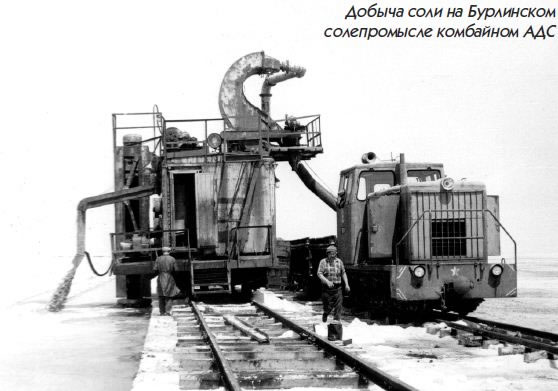 Добыча соли на Бурлинском
солепромысле комбайном АДС